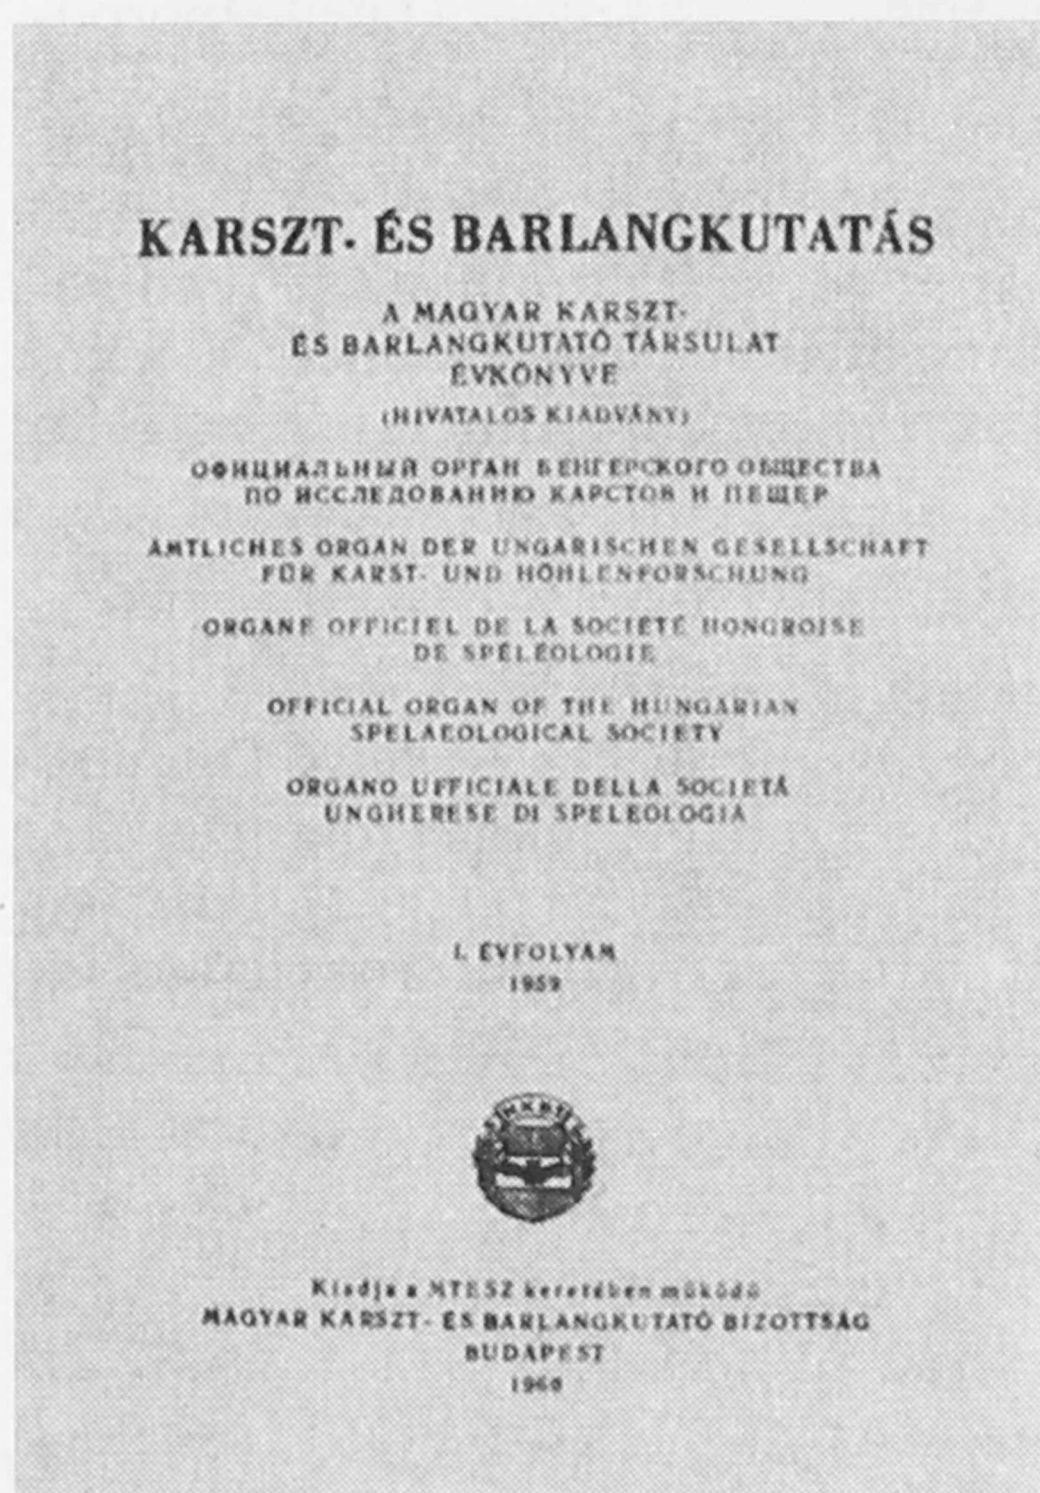 KARSZT- ÉS BARLANGKUTATÁS
A MAGYAR KARSZT-
ÉS BARLANGKUTATÓ TÁRSULAT
ÉVKÖNYVE
(HIVATALOS KIADVÁNY)
ОФИЦИАЛЬНЫЙ ОРГАН ВЕНГЕРСКОГО ОБЩЕСТВА
ПО ИССЛЕДОВАНИЮ КАРСТОВ И ПЕЩЕР
AMTLICHES ORGAN DER UNGARISCHEN GESELLSCHAFT
FÜR KARST- UND HÖHLENFORSCHUNG
ORGANE OFFICIEL DE LA SOCIÉTÉ HONGROISE
DE SPÉLÉOLOGIE
OFFICIAL ORGAN OF THE HUNGARIAN
SPELAEOLOGICAL SOCIETY
ORGANO UFFICIALE DELLA SOCIETÁ
UNGHERESE DI SPELEOLOGIA
I. ÉVFOLYAM
1959
MKBT
Kiadja a MTESZ keretében működő
MAGYAR KARSZT- ÉS BARLANGKUTATÓ BIZOTTSÁG
BUDAPEST
1960